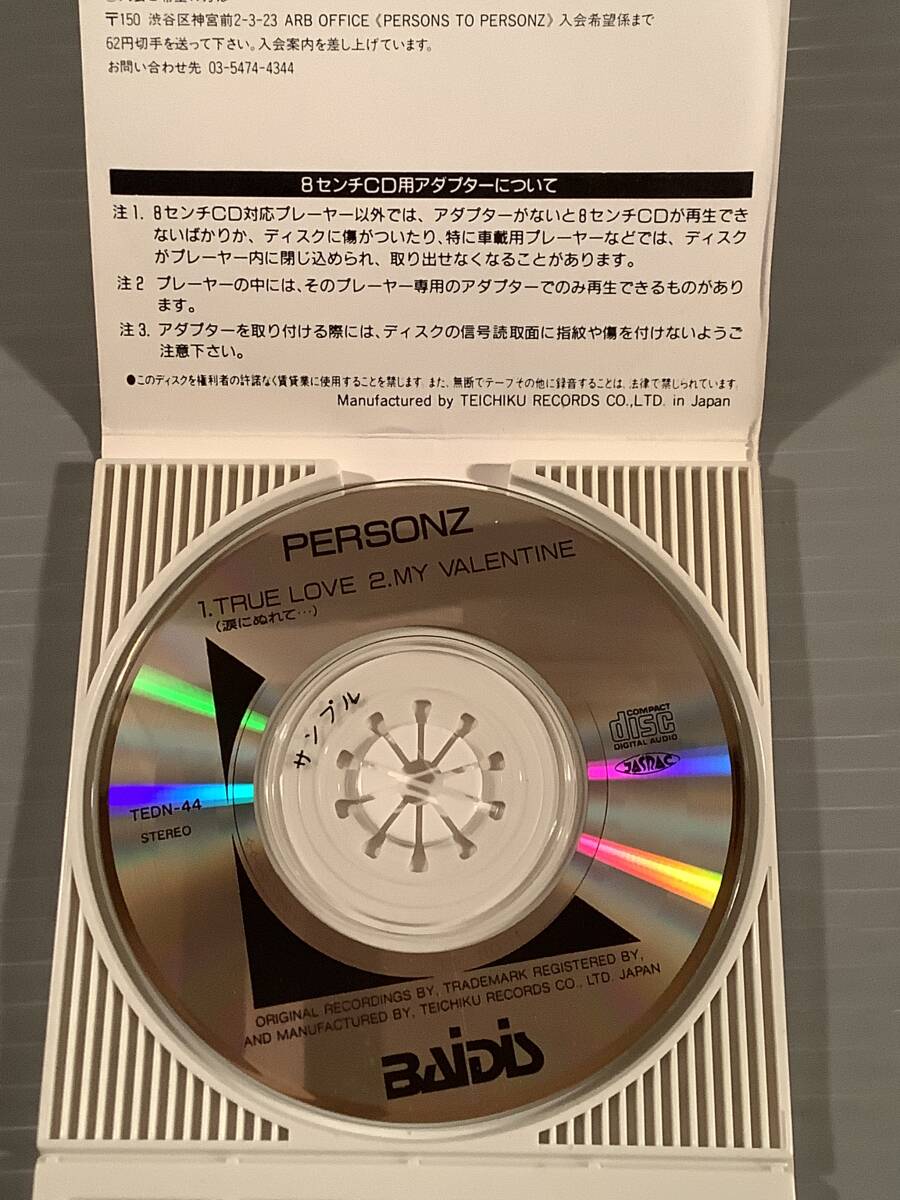 〒150 渋谷区神宮前2-3-23 ARB OFFICE《PERSONS TO PERSONZ》入会希望係まで
62円切手を送って下さい。入会案内を差し上げています。
お問い合わせ先 03-5474-4344
8センチCD用アダプターについて
注1. 8センチCD対応プレーヤー以外では、アダプターがないと8センチCDが再生でき
ないばかりか、ディスクに傷がついたり、特に車載用プレーヤーなどでは、ディスク
がプレーヤー内に閉じ込められ、取り出せなくなることがあります。
注2 プレーヤーの中には、そのプレーヤー専用のアダプターでのみ再生できるものがあり
ます。
注3. アダプターを取り付ける際には、ディスクの信号読取面に指紋や傷を付けないようご
注意下さい。
●このディスクを権利者の許諾なく賃貸業に使用することを禁じます。また、無断でテープその他に録音することは、法律で禁じられています。
Manufactured by TEICHIKU RECORDS CO.,LTD. in Japan
PERSONZ
1.TRUE LOVE 2.MY VALENTINE
(涙にぬれて…)
サンプル
COMPACT
disc
DIGITAL AUDIO
JASRAC
TEDN-44
STEREO
ORIGINAL RECORDINGS BY, TRADEMARK REGISTERED BY,
AND MANUFACTURED BY, TEICHIKU RECORDS CO., LTD. JAPAN
BAiDiS